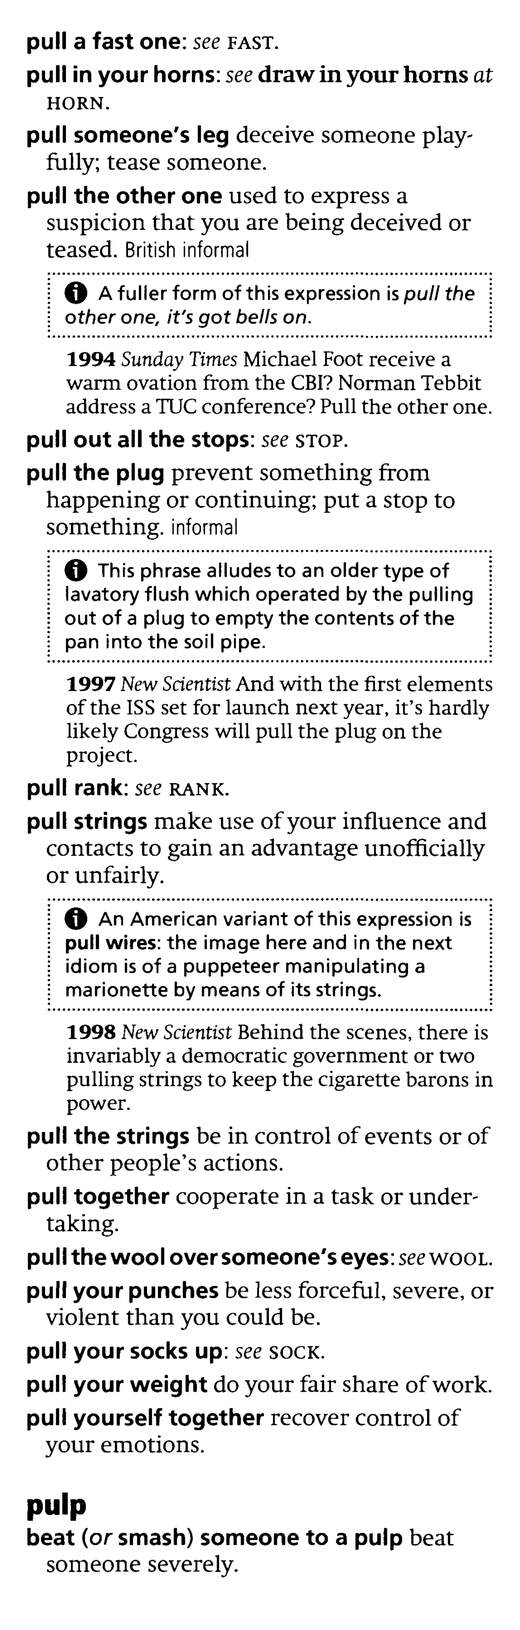 pull a fast one: see FAST.
pull in your horns: see draw in your horns at
HORN.
pull someone's leg deceive someone play-
fully; tease someone.
pull the other one used to express a
suspicion that you are being deceived or
teased. British informal
A fuller form of this expression is pull the
other one, it's got bells on.
1994 Sunday Times Michael Foot receive a
warm ovation from the CBI? Norman Tebbit
address a TUC conference? Pull the other one.
pull out all the stops: see STOP.
pull the plug prevent something from
happening or continuing; put a stop to
something. informal
This phrase alludes to an older type of
lavatory flush which operated by the pulling
out of a plug to empty the contents of the
pan into the soil pipe.
1997 New Scientist And with the first elements
of the ISS set for launch next year, it's hardly
likely Congress will pull the plug on the
project.
pull rank: see RANK.
pull strings make use of your influence and
contacts to gain an advantage unofficially
or unfairly.
An American variant of this expression is
pull wires: the image here and in the next
idiom is of a puppeteer manipulating a
marionette by means of its strings.
1998 New Scientist Behind the scenes, there is
invariably a democratic government or two
pulling strings to keep the cigarette barons in
power.
pull the strings be in control of events or of
other people's actions.
pull together cooperate in a task or under-
taking.
pull the wool over someone's eyes: see WOOL.
pull your punches be less forceful, severe, or
violent than you could be.
pull your socks up: see SOCK.
pull your weight do your fair share of work.
pull yourself together recover control of
your emotions.
pulp
beat (or smash) someone to a pulp beat
someone severely.